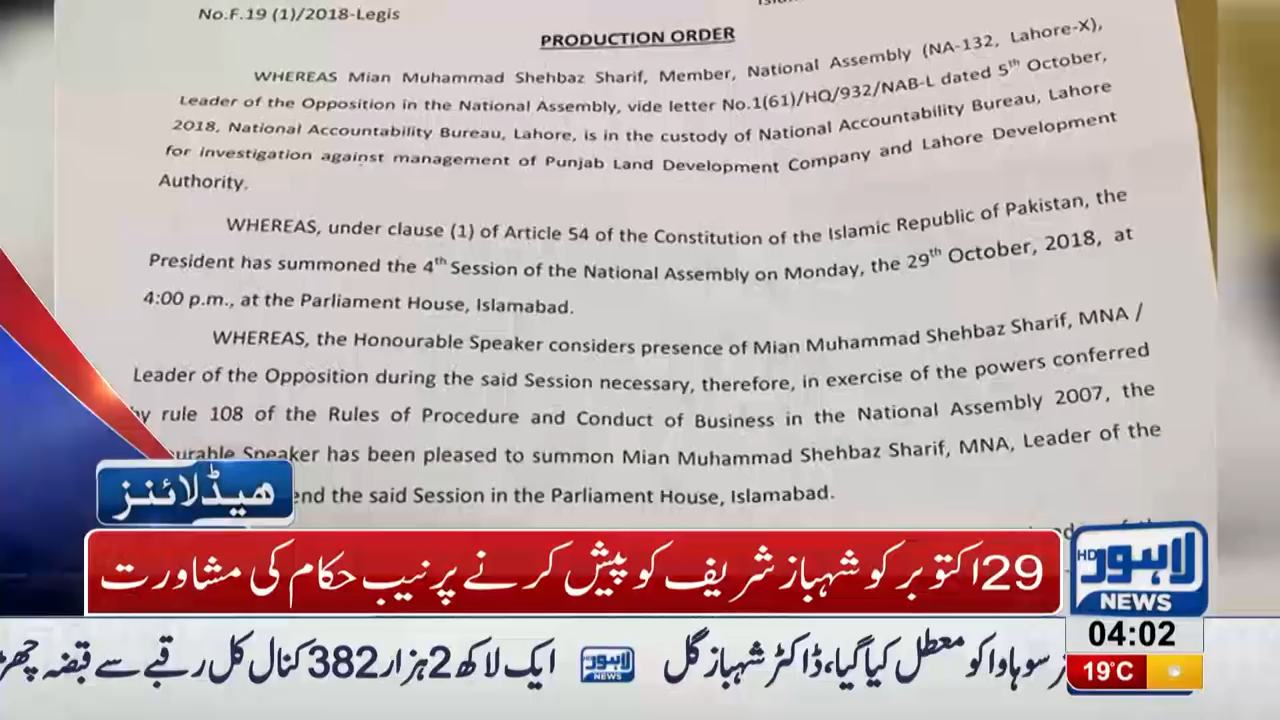 No.F.19 (1)/2018-Legis
PRODUCTION ORDER
WHEREAS Mian Muhammad Shehbaz Sharif, Member, National Assembly (NA-132, Lahore-X),
Leader of the Opposition in the National Assembly, vide letter No.1(61)/HQ/932/NAB-L dated 5th October,
2018, National Accountability Bureau, Lahore, is in the custody of National Accountability Bureau, Lahore
for investigation against management of Punjab Land Development Company and Lahore Development
Authority.
WHEREAS, under clause (1) of Article 54 of the Constitution of the Islamic Republic of Pakistan, the
President has summoned the 4th Session of the National Assembly on Monday, the 29th October, 2018, at
4:00 p.m., at the Parliament House, Islamabad.
WHEREAS, the Honourable Speaker considers presence of Mian Muhammad Shehbaz Sharif, MNA /
Leader of the Opposition during the said Session necessary, therefore, in exercise of the powers conferred
by rule 108 of the Rules of Procedure and Conduct of Business in the National Assembly 2007, the
Speaker has been pleased to summon Mian Muhammad Shehbaz Sharif, MNA, Leader of the
the said Session in the Parliament House, Islamabad.
ہیڈلائنز
29اکتوبر کو شہباز شریف کو پیش کرنے پر نیب حکام کی مشاورت
HD لاہور
NEWS
04:02
سوہاوا کو معطل کیا گیا، ڈاکٹر شہباز گل لاہور NEWS ایک لاکھ 2 ہزار 382 کنال کل رقبے سے قبضہ
19°C